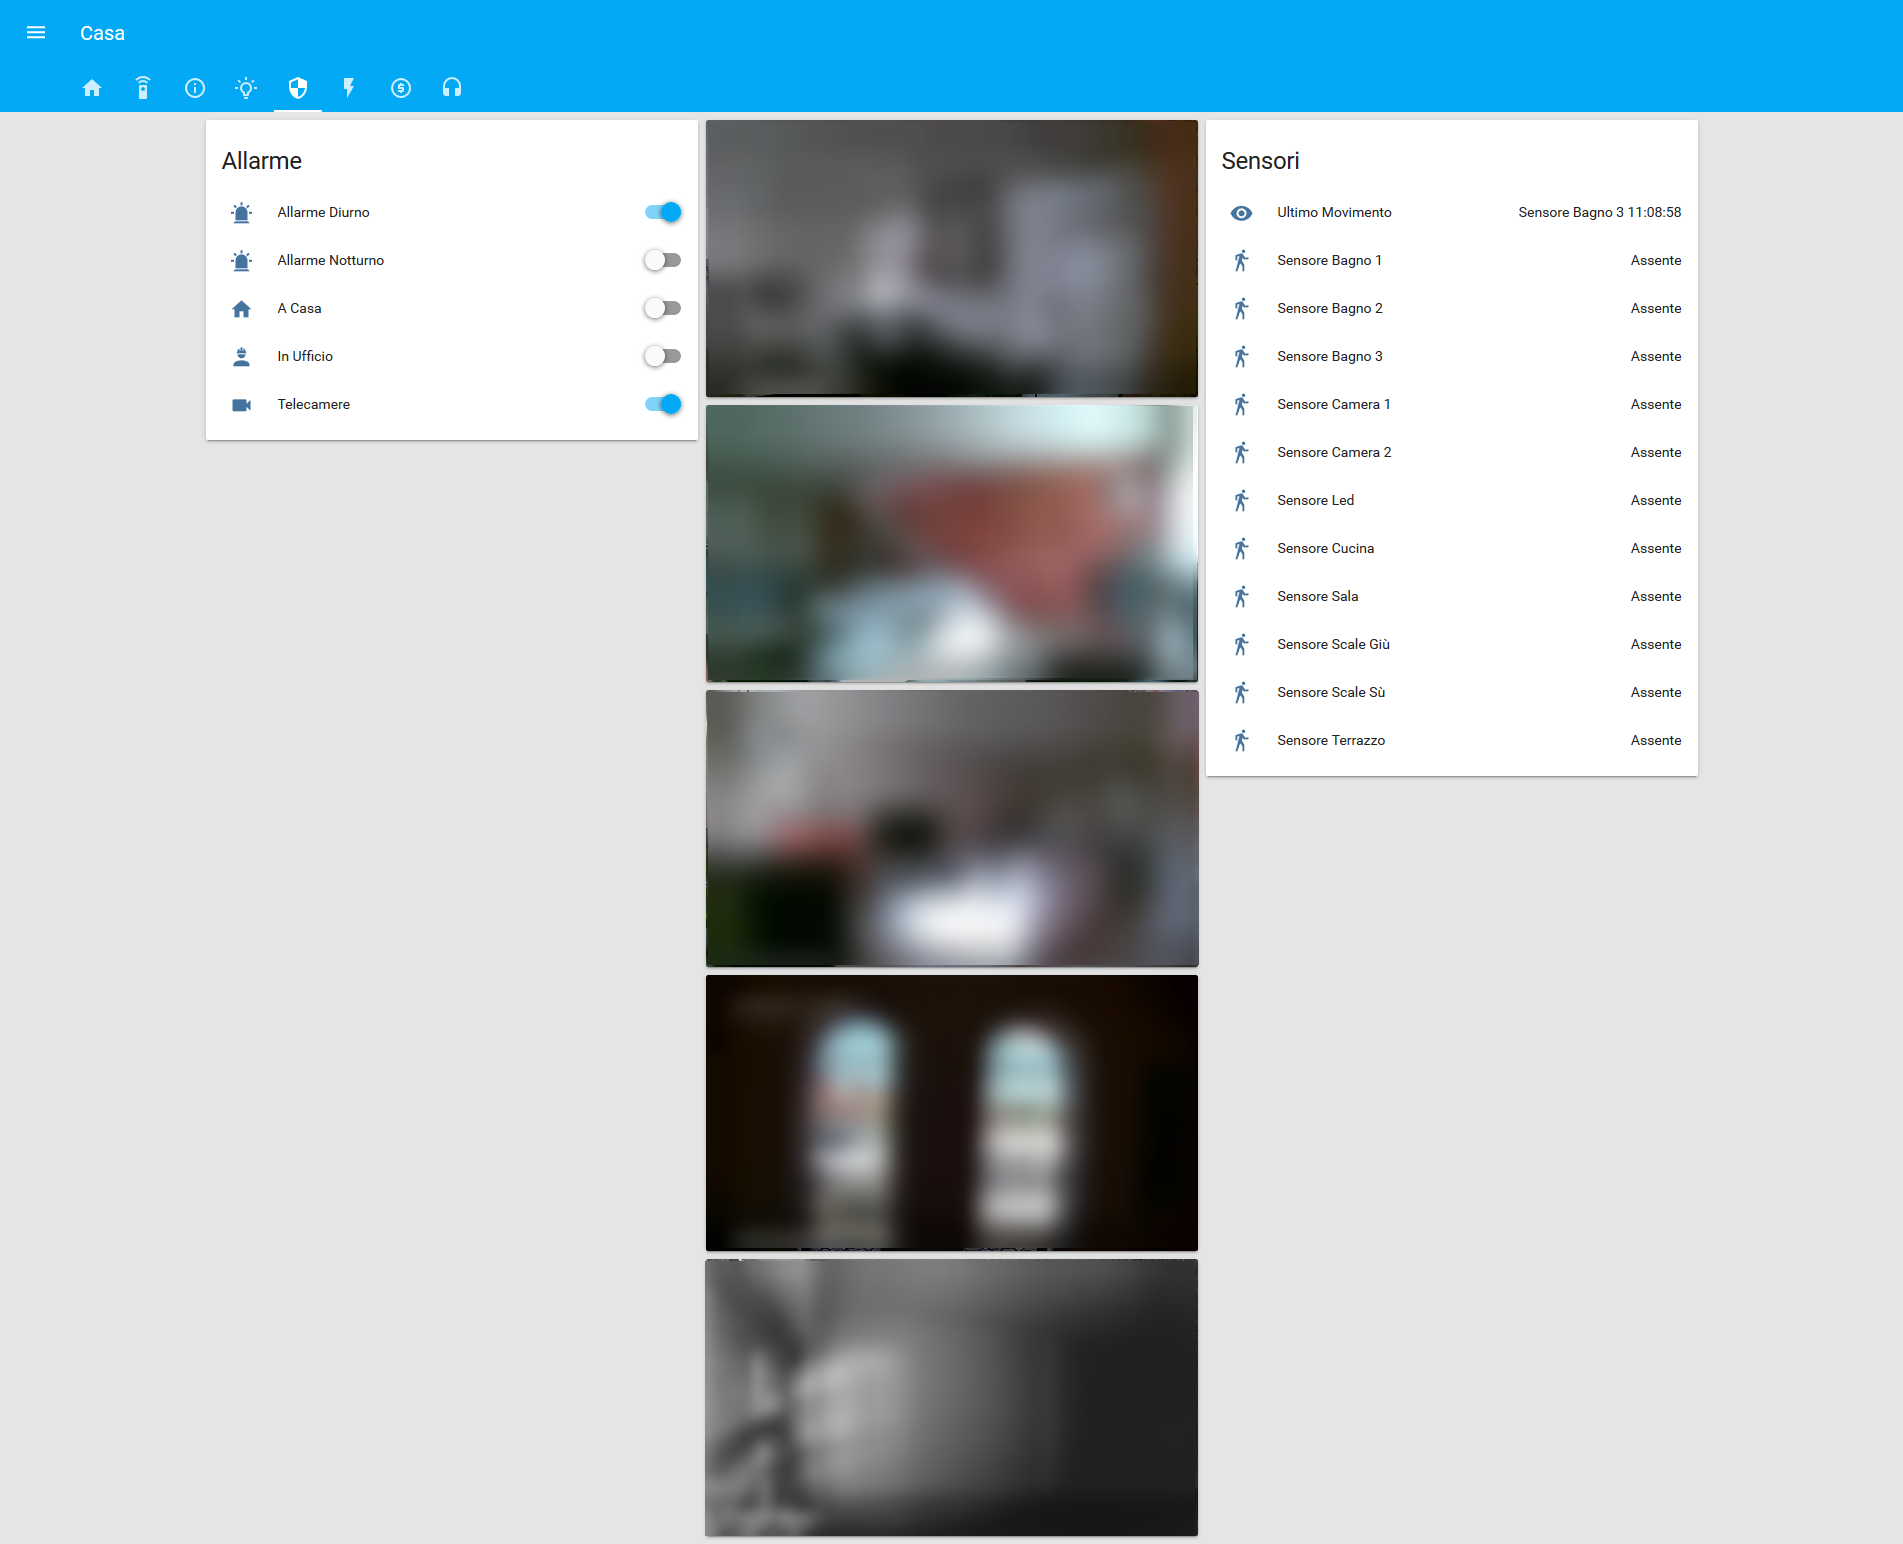 Casa
Allarme
Allarme Diurno
Allarme Notturno
A Casa
In Ufficio
Telecamere
Sensori
Ultimo Movimento Sensore Bagno 3 11:08:58
Sensore Bagno 1 Assente
Sensore Bagno 2 Assente
Sensore Bagno 3 Assente
Sensore Camera 1 Assente
Sensore Camera 2 Assente
Sensore Led Assente
Sensore Cucina Assente
Sensore Sala Assente
Sensore Scale Giù Assente
Sensore Scale Sù Assente
Sensore Terrazzo Assente